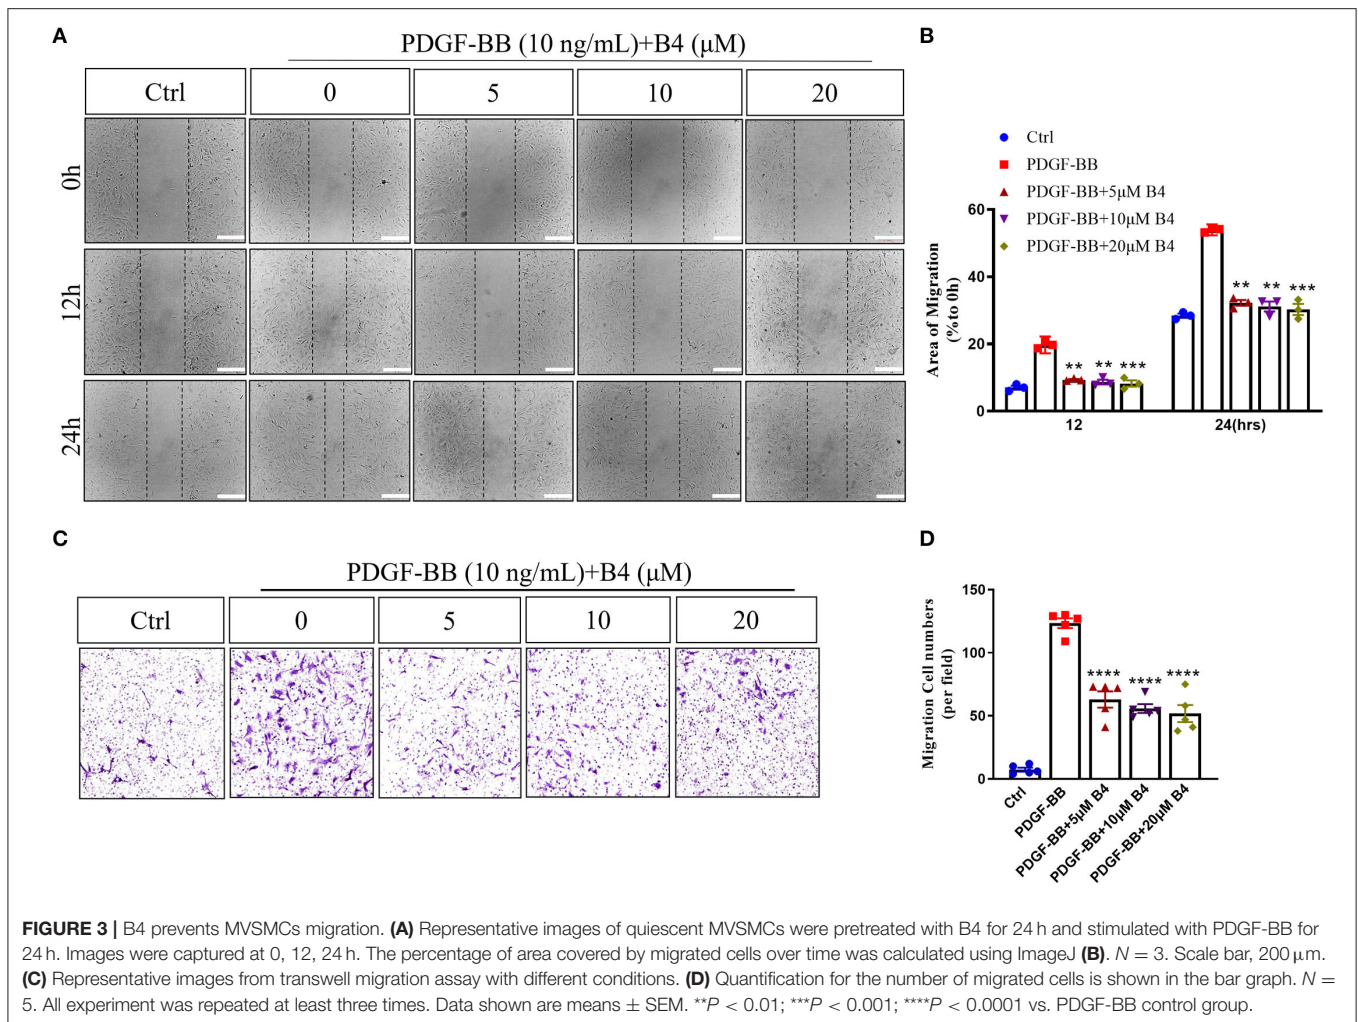 A
PDGF-BB (10 ng/mL)+B4 (μM)
Ctrl 0 5 10 20
0h
12h
24h
B
Ctrl
PDGF-BB
PDGF-BB+5μM B4
PDGF-BB+10μM B4
PDGF-BB+20μM B4
Area of Migration
(%to 0h)
60
40
20
0
** ** ***
** ** ***
12 24(hrs)
C
PDGF-BB (10 ng/mL)+B4 (μM)
Ctrl 0 5 10 20
D
Migration Cell numbers
(per field)
150
100
50
0
**** **** ****
Ctrl
PDGF-BB
PDGF-BB+5μM B4
PDGF-BB+10μM B4
PDGF-BB+20μM B4
FIGURE 3 | B4 prevents MVSMCs migration. (A) Representative images of quiescent MVSMCs were pretreated with B4 for 24 h and stimulated with PDGF-BB for
24 h. Images were captured at 0, 12, 24 h. The percentage of area covered by migrated cells over time was calculated using ImageJ (B). N = 3. Scale bar, 200 μm.
(C) Representative images from transwell migration assay with different conditions. (D) Quantification for the number of migrated cells is shown in the bar graph. N =
5. All experiment was repeated at least three times. Data shown are means ± SEM. **P < 0.01; ***P < 0.001; ****P < 0.0001 vs. PDGF-BB control group.